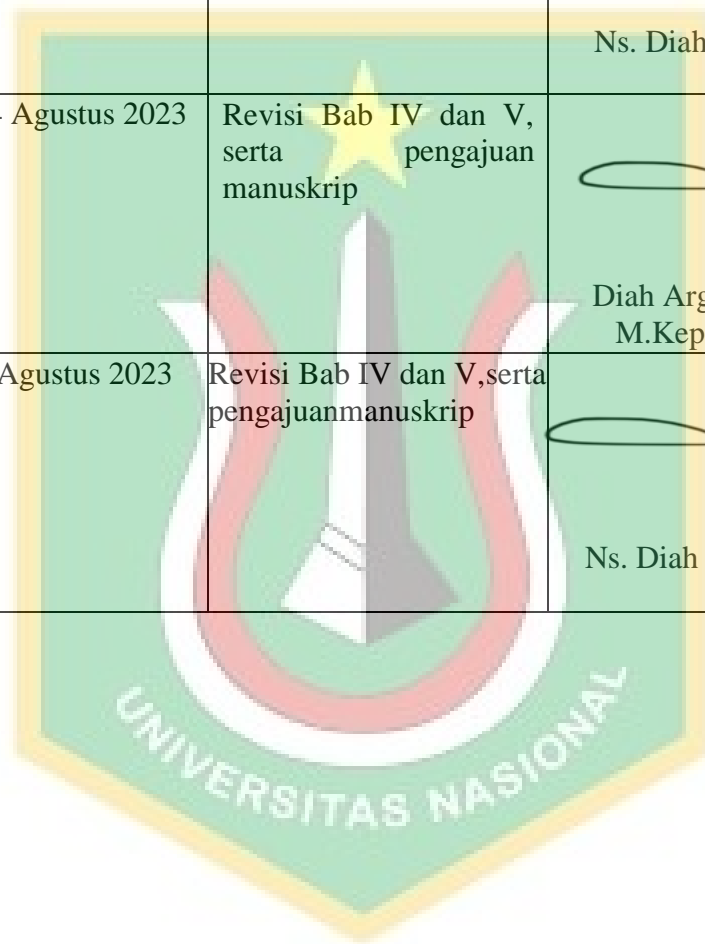 Ns. Diah
Agustus 2023
Revisi Bab IV dan V,
serta pengajuan
manuskrip
Diah Arg
M.Kep
Agustus 2023
Revisi Bab IV dan V,serta
pengajuanmanuskrip
Ns. Diah
UNIVERSITAS NASIONAL